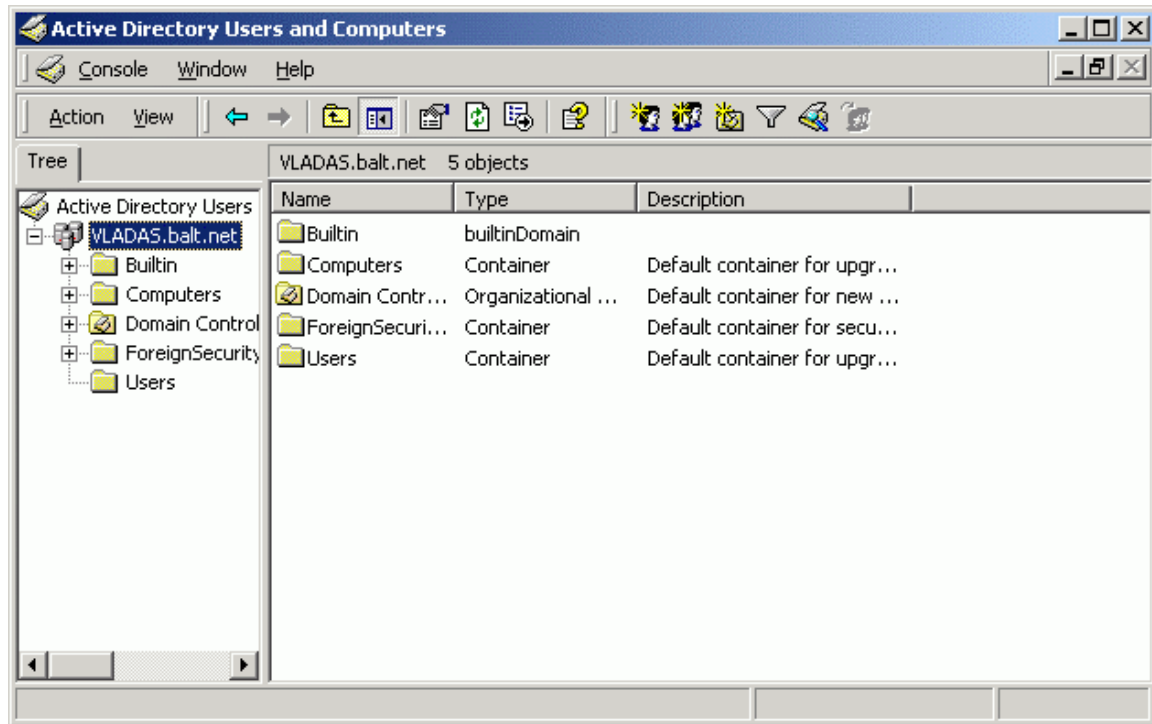 Active Directory Users and Computers
Console Window Help
Action View
Tree
VLADAS.balt.net 5 objects
Active Directory Users
VLADAS.balt.net
Builtin
Computers
Domain Control
ForeignSecurity
Users
Name Type Description
Builtin builtinDomain
Computers Container Default container for upgr...
Domain Contr... Organizational ... Default container for new ...
ForeignSecuri... Container Default container for secu...
Users Container Default container for upgr...